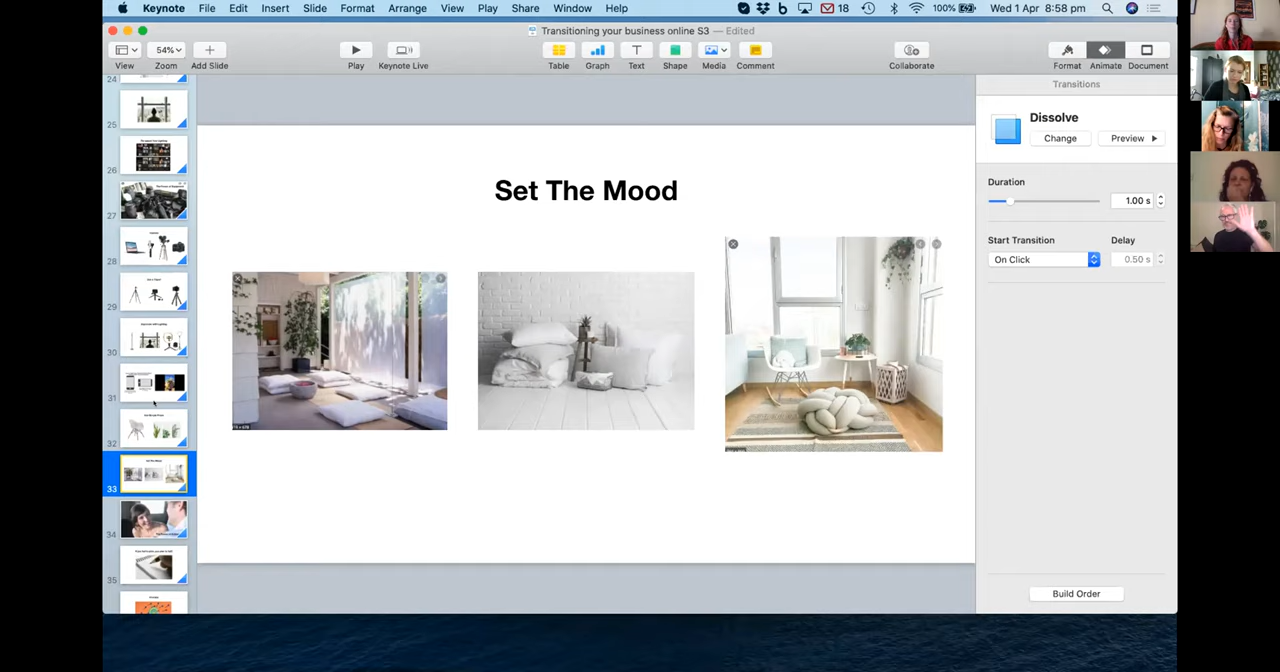 Keynote File Edit Insert Slide Format Arrange View Play Share Window Help 18 100% Wed 1 Apr 8:58 pm
Transitioning your business online S3 — Edited
54%
View Zoom Add Slide Play Keynote Live Table Graph Text Shape Media Comment Collaborate Format Animate Document
Transitions
Dissolve
Change Preview
Duration
1.00 s
Start Transition Delay
On Click 0.50 s
Build Order
Set The Mood
24
25
26
27
28
29
30
31
32
33
34
35